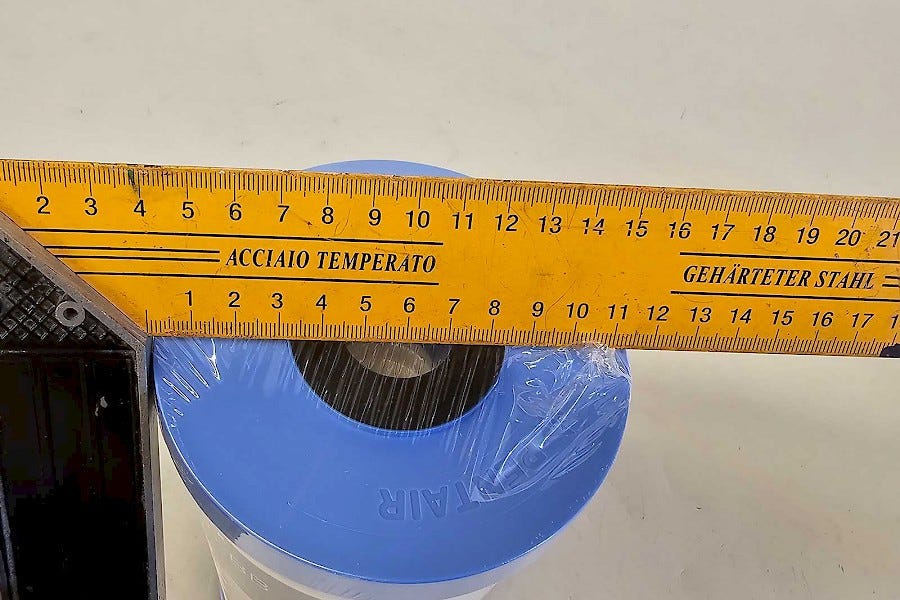 2 3 4 5 6 7 8 9 10 11 12 13 14 15 16 17 18 19 20 21
ACCIAIO TEMPERATO
GEHÄRTETER STAHL
1 2 3 4 5 6 7 8 9 10 11 12 13 14 15 16 17
PENTAIR